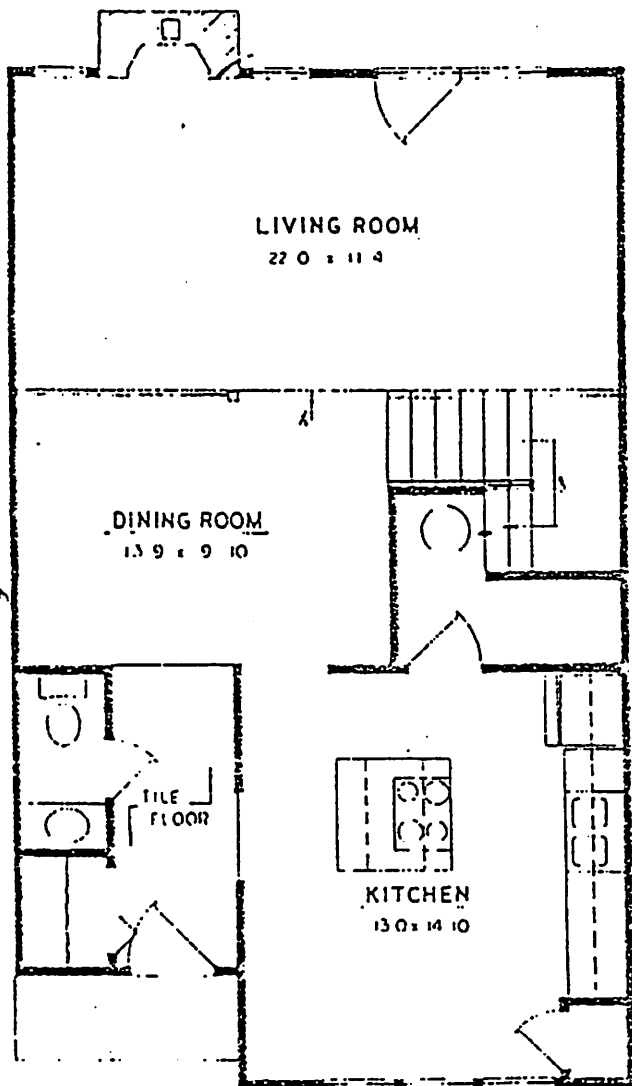 LIVING ROOM
22 0 x 11 4
DINING ROOM
13 9 x 9 10
TILE
FLOOR
KITCHEN
13 0 x 14 10